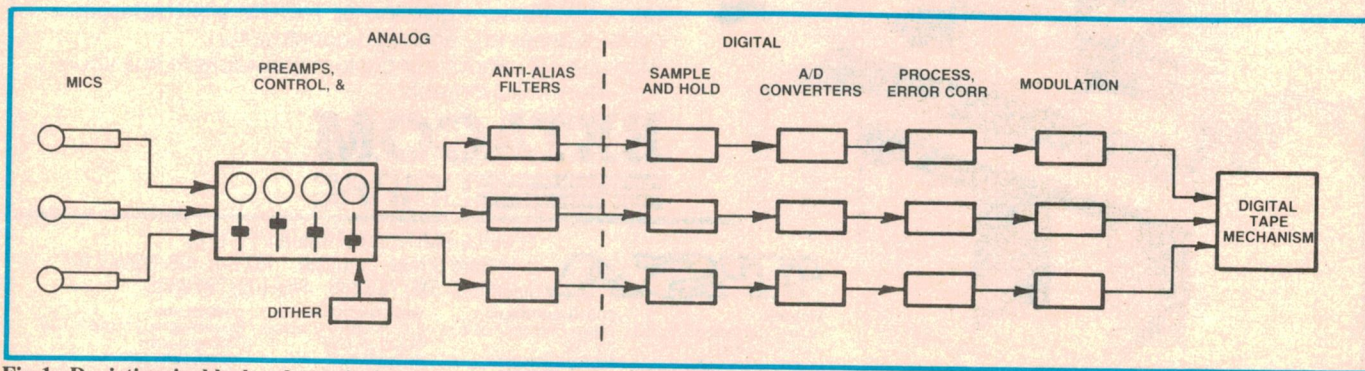 ANALOG
DIGITAL
MICS
PREAMPS,
CONTROL, &
ANTI-ALIAS
FILTERS
SAMPLE
AND HOLD
A/D
CONVERTERS
PROCESS,
ERROR CORR
MODULATION
DIGITAL
TAPE
MECHANISM
DITHER